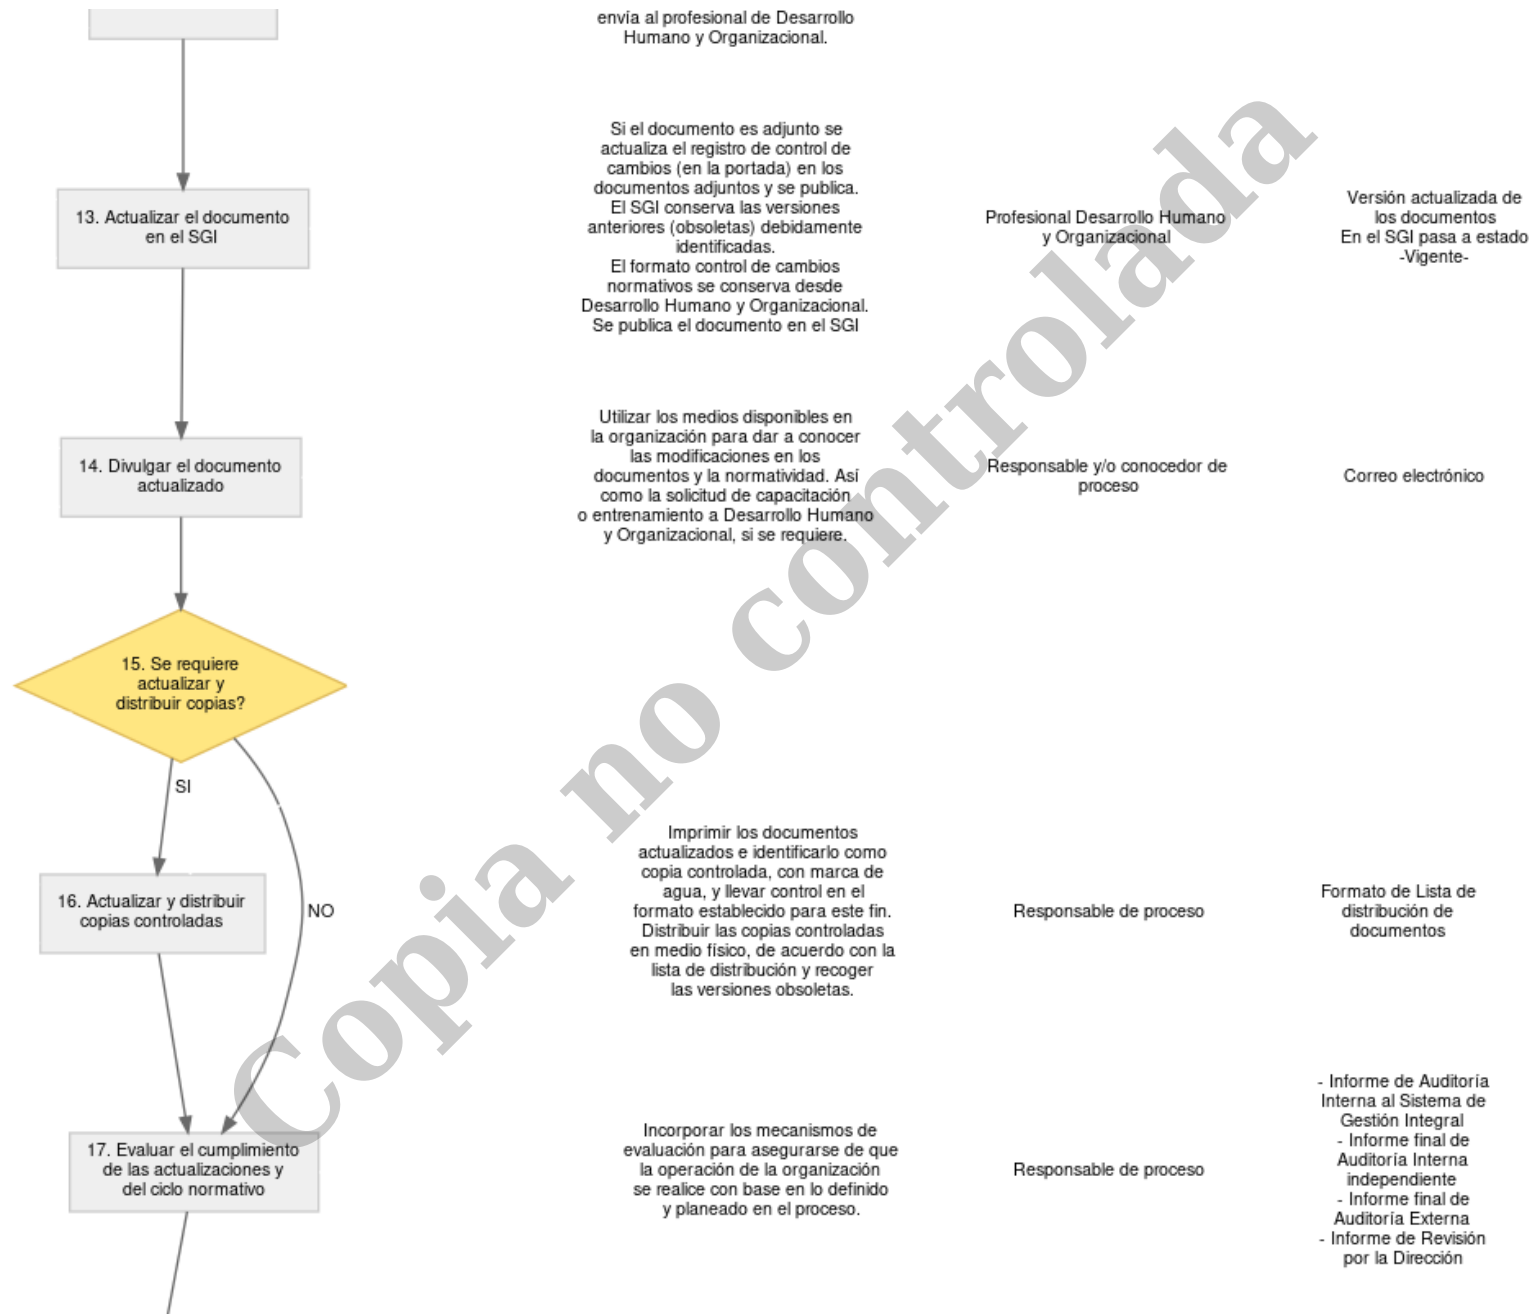 envía al profesional de Desarrollo
Humano y Organizacional.
13. Actualizar el documento
en el SGI
Si el documento es adjunto se
actualiza el registro de control de
cambios (en la portada) en los
documentos adjuntos y se publica.
El SGI conserva las versiones
anteriores (obsoletas) debidamente
identificadas.
El formato control de cambios
normativos se conserva desde
Desarrollo Humano y Organizacional.
Se publica el documento en el SGI
Profesional Desarrollo Humano
y Organizacional
Versión actualizada de
los documentos
En el SGI pasa a estado
-Vigente-
14. Divulgar el documento
actualizado
Utilizar los medios disponibles en
la organización para dar a conocer
las modificaciones en los
documentos y la normatividad. Así
como la solicitud de capacitación
o entrenamiento a Desarrollo Humano
y Organizacional, si se requiere.
Responsable y/o conocedor de
proceso
Correo electrónico
15. Se requiere
actualizar y
distribuir copias?
SI
NO
16. Actualizar y distribuir
copias controladas
Imprimir los documentos
actualizados e identificarlo como
copia controlada, con marca de
agua, y llevar control en el
formato establecido para este fin.
Distribuir las copias controladas
en medio físico, de acuerdo con la
lista de distribución y recoger
las versiones obsoletas.
Responsable de proceso
Formato de Lista de
distribución de
documentos
17. Evaluar el cumplimiento
de las actualizaciones y
del ciclo normativo
Incorporar los mecanismos de
evaluación para asegurarse de que
la operación de la organización
se realice con base en lo definido
y planeado en el proceso.
Responsable de proceso
- Informe de Auditoría
Interna al Sistema de
Gestión Integral
- Informe final de
Auditoría Interna
independiente
- Informe final de
Auditoría Externa
- Informe de Revisión
por la Dirección
Copia no controlada